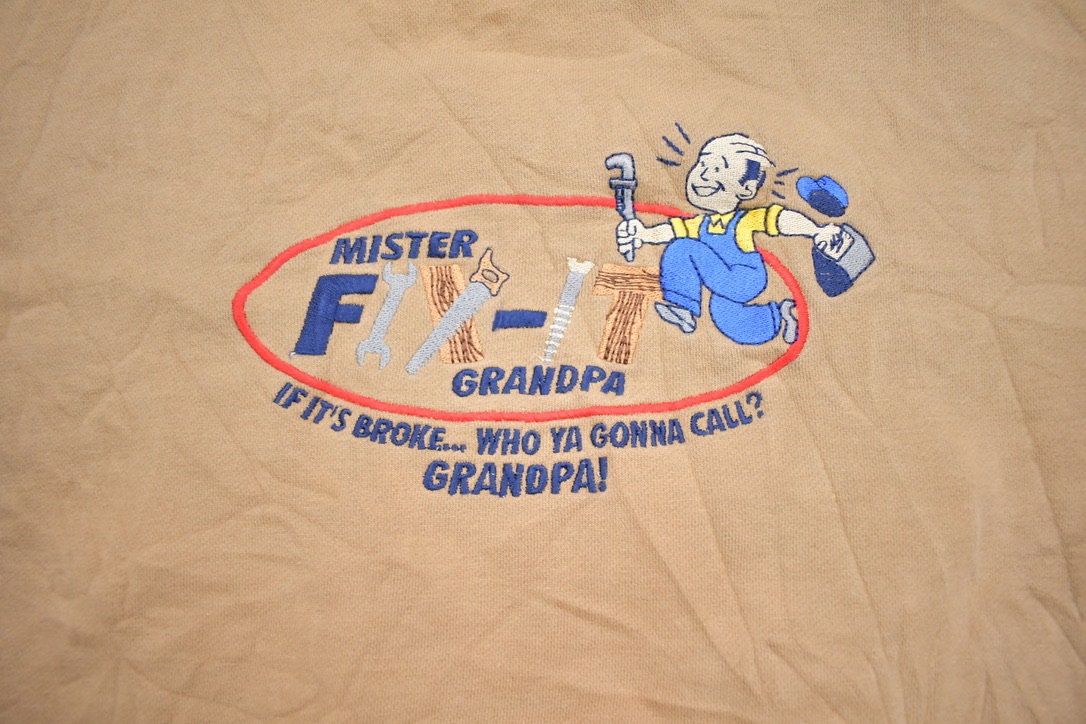 MISTER
FIX-IT
GRANDPA
IF IT'S BROKE... WHO YA GONNA CALL?
GRANDPA!